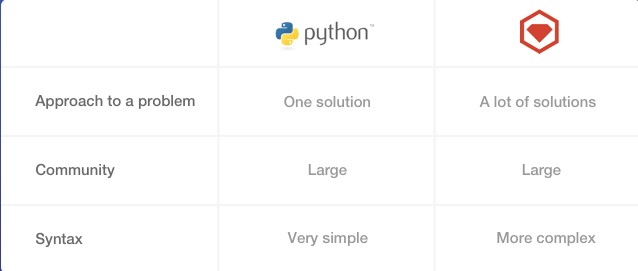 python™
Approach to a problem One solution A lot of solutions
Community Large Large
Syntax Very simple More complex